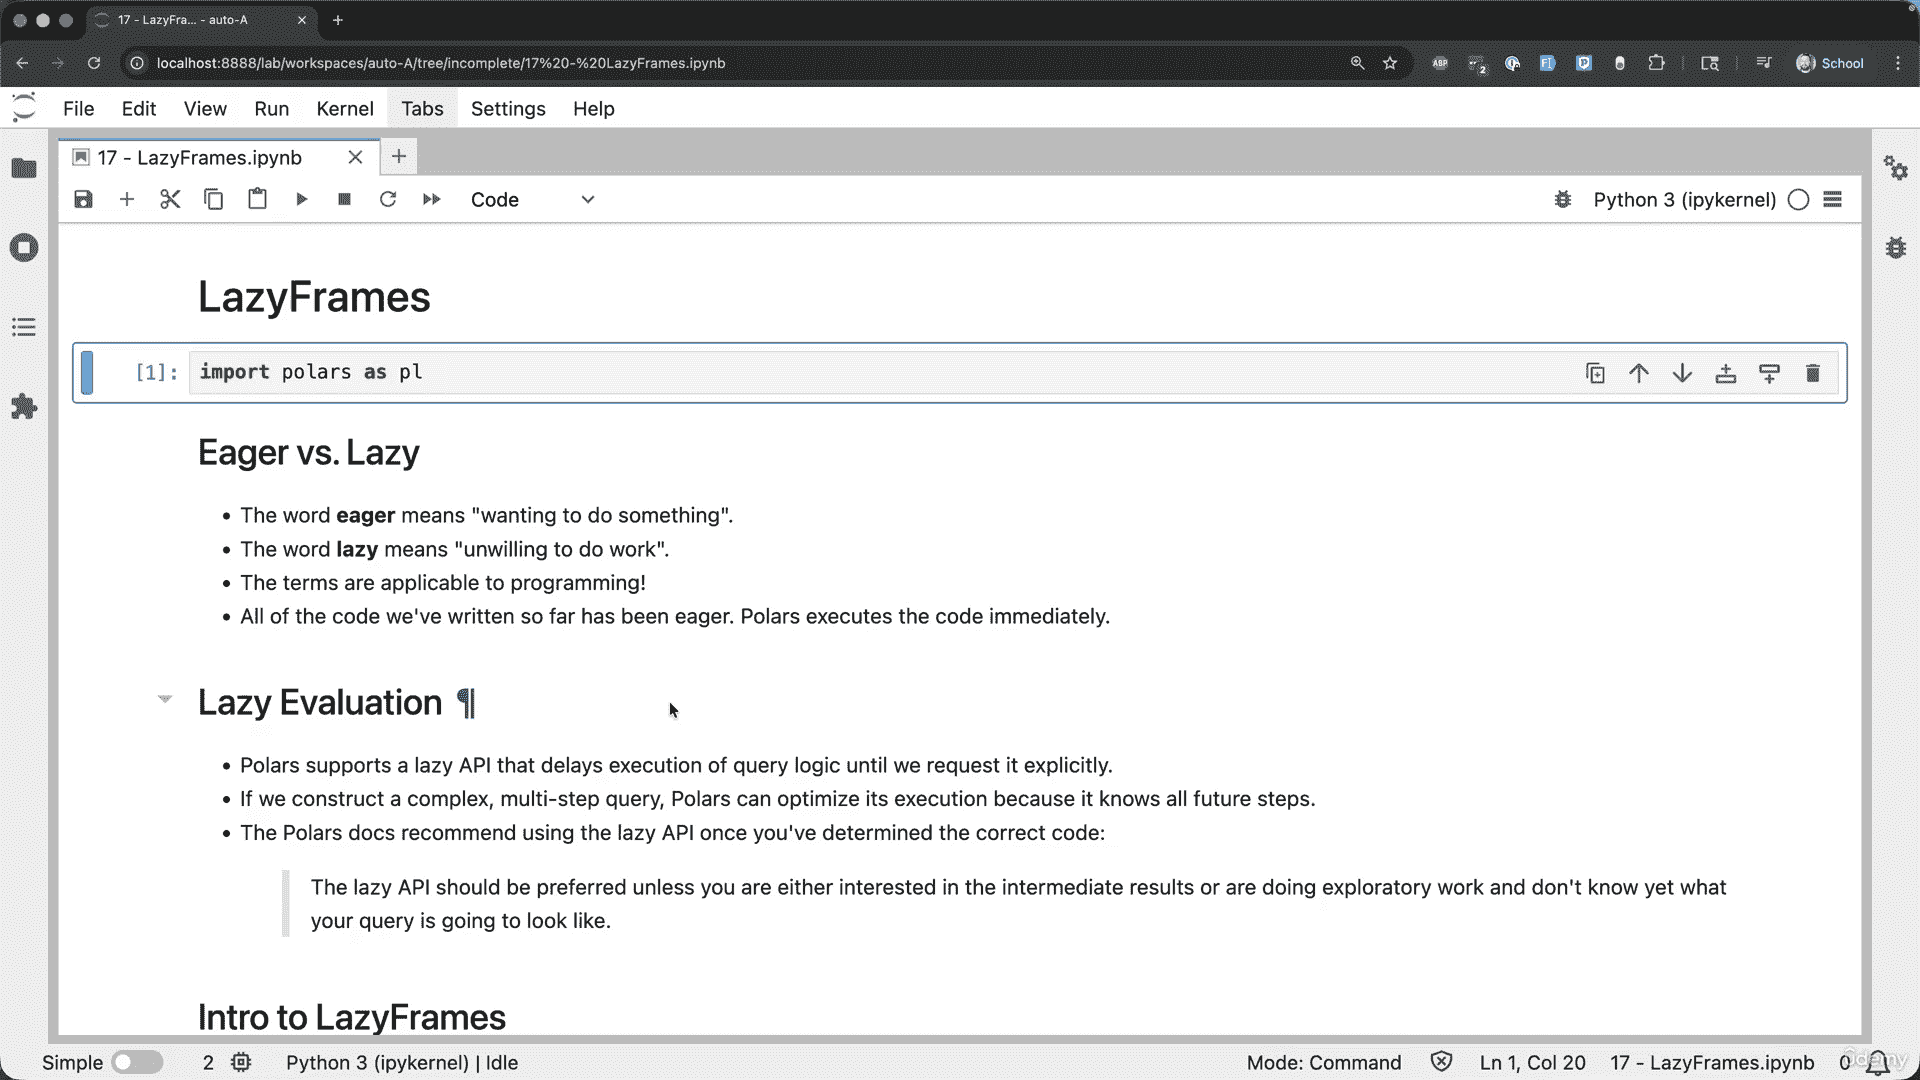 17 - LazyFra... - auto-A
localhost:8888/lab/workspaces/auto-A/tree/incomplete/17%20-%20LazyFrames.ipynb
ABP
2
School
File Edit View Run Kernel Tabs Settings Help
17 - LazyFrames.ipynb
Code
Python 3 (ipykernel)
LazyFrames
[1]: import polars as pl
Eager vs. Lazy
• The word eager means "wanting to do something".
• The word lazy means "unwilling to do work".
• The terms are applicable to programming!
• All of the code we've written so far has been eager. Polars executes the code immediately.
Lazy Evaluation ¶
• Polars supports a lazy API that delays execution of query logic until we request it explicitly.
• If we construct a complex, multi-step query, Polars can optimize its execution because it knows all future steps.
• The Polars docs recommend using the lazy API once you've determined the correct code:
The lazy API should be preferred unless you are either interested in the intermediate results or are doing exploratory work and don't know yet what
your query is going to look like.
Intro to LazyFrames
Simple 2 Python 3 (ipykernel) | Idle Mode: Command Ln 1, Col 20 17 - LazyFrames.ipynb 0
udemy